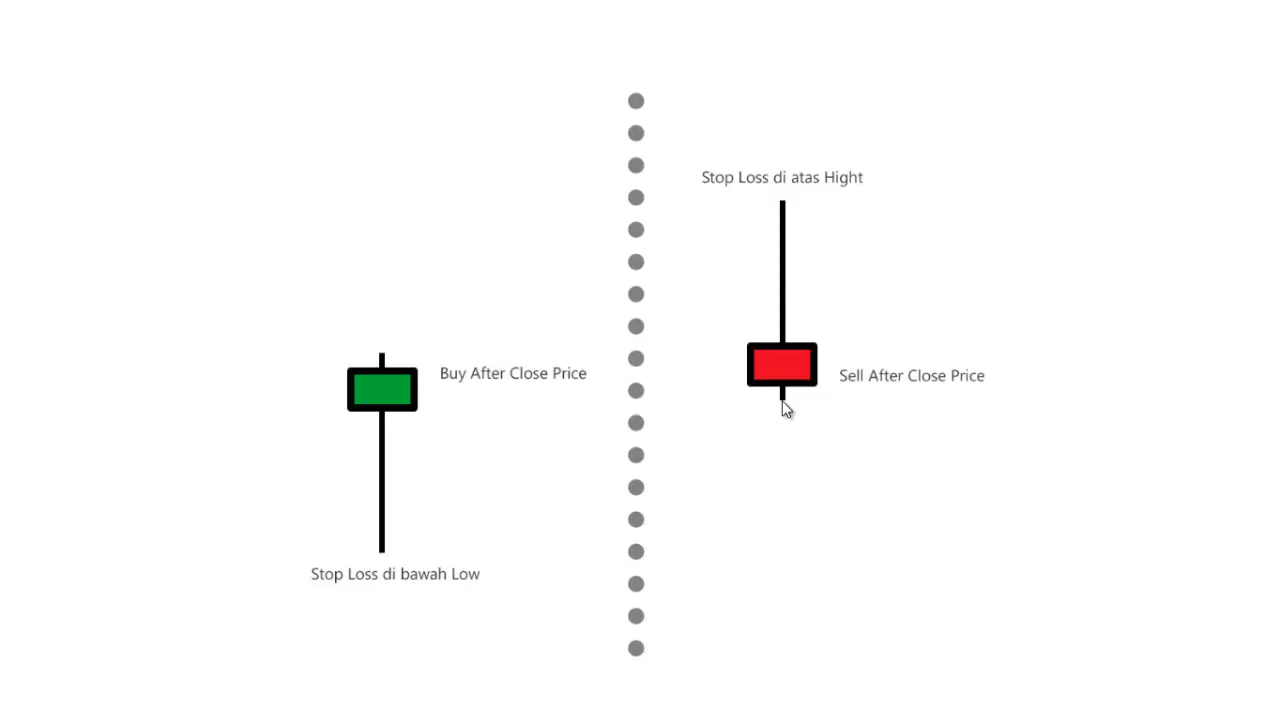 Stop Loss di atas Hight
Buy After Close Price
Sell After Close Price
Stop Loss di bawah Low